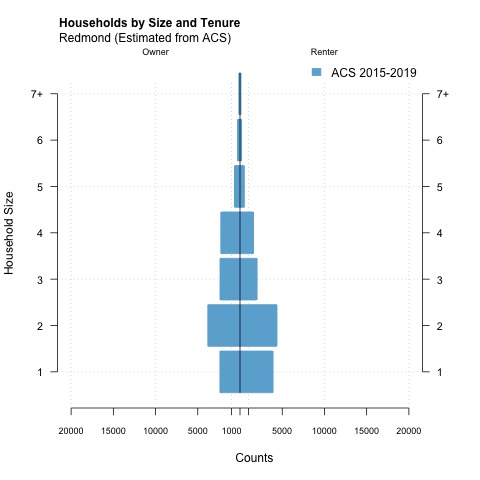 Households by Size and Tenure
Redmond (Estimated from ACS)
Owner
Renter
ACS 2015-2019
7+
6
5
4
3
2
1
7+
6
5
4
3
2
1
Household Size
20000 15000 10000 5000 1000 5000 10000 15000 20000
Counts